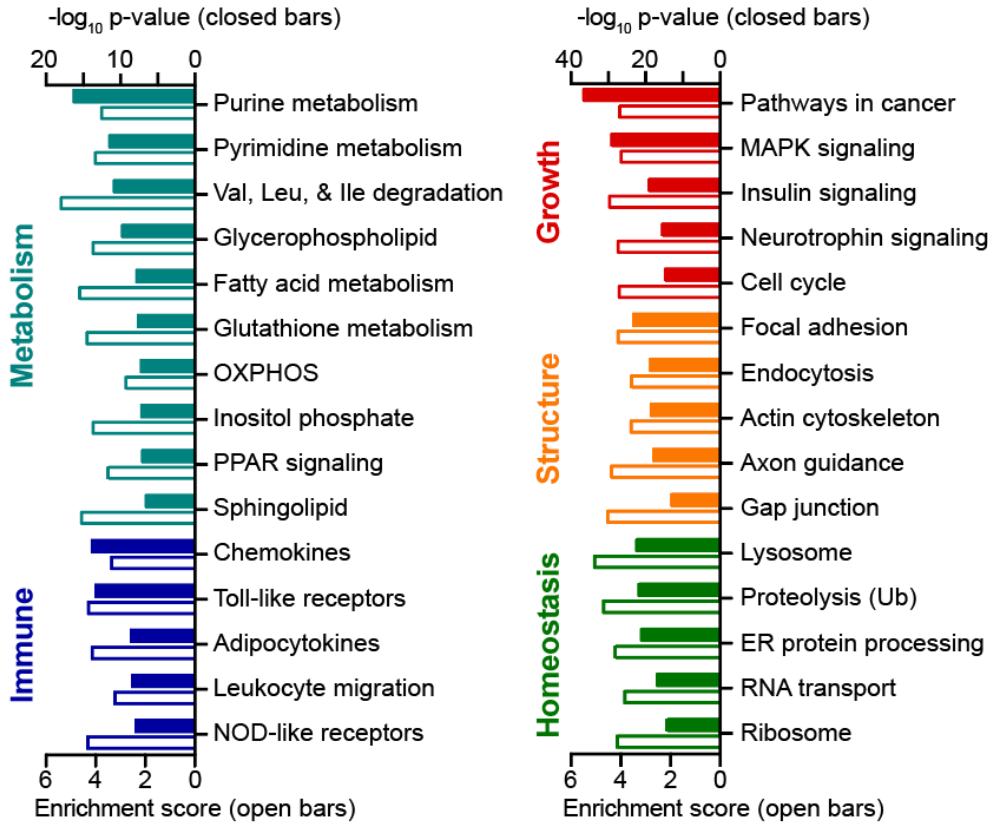 -log10 p-value (closed bars)
20 10 0
Metabolism
Purine metabolism
Pyrimidine metabolism
Val, Leu, & Ile degradation
Glycerophospholipid
Fatty acid metabolism
Glutathione metabolism
OXPHOS
Inositol phosphate
PPAR signaling
Sphingolipid
Immune
Chemokines
Toll-like receptors
Adipocytokines
Leukocyte migration
NOD-like receptors
6 4 2 0
Enrichment score (open bars)
-log10 p-value (closed bars)
40 20 0
Growth
Pathways in cancer
MAPK signaling
Insulin signaling
Neurotrophin signaling
Cell cycle
Structure
Focal adhesion
Endocytosis
Actin cytoskeleton
Axon guidance
Gap junction
Homeostasis
Lysosome
Proteolysis (Ub)
ER protein processing
RNA transport
Ribosome
6 4 2 0
Enrichment score (open bars)